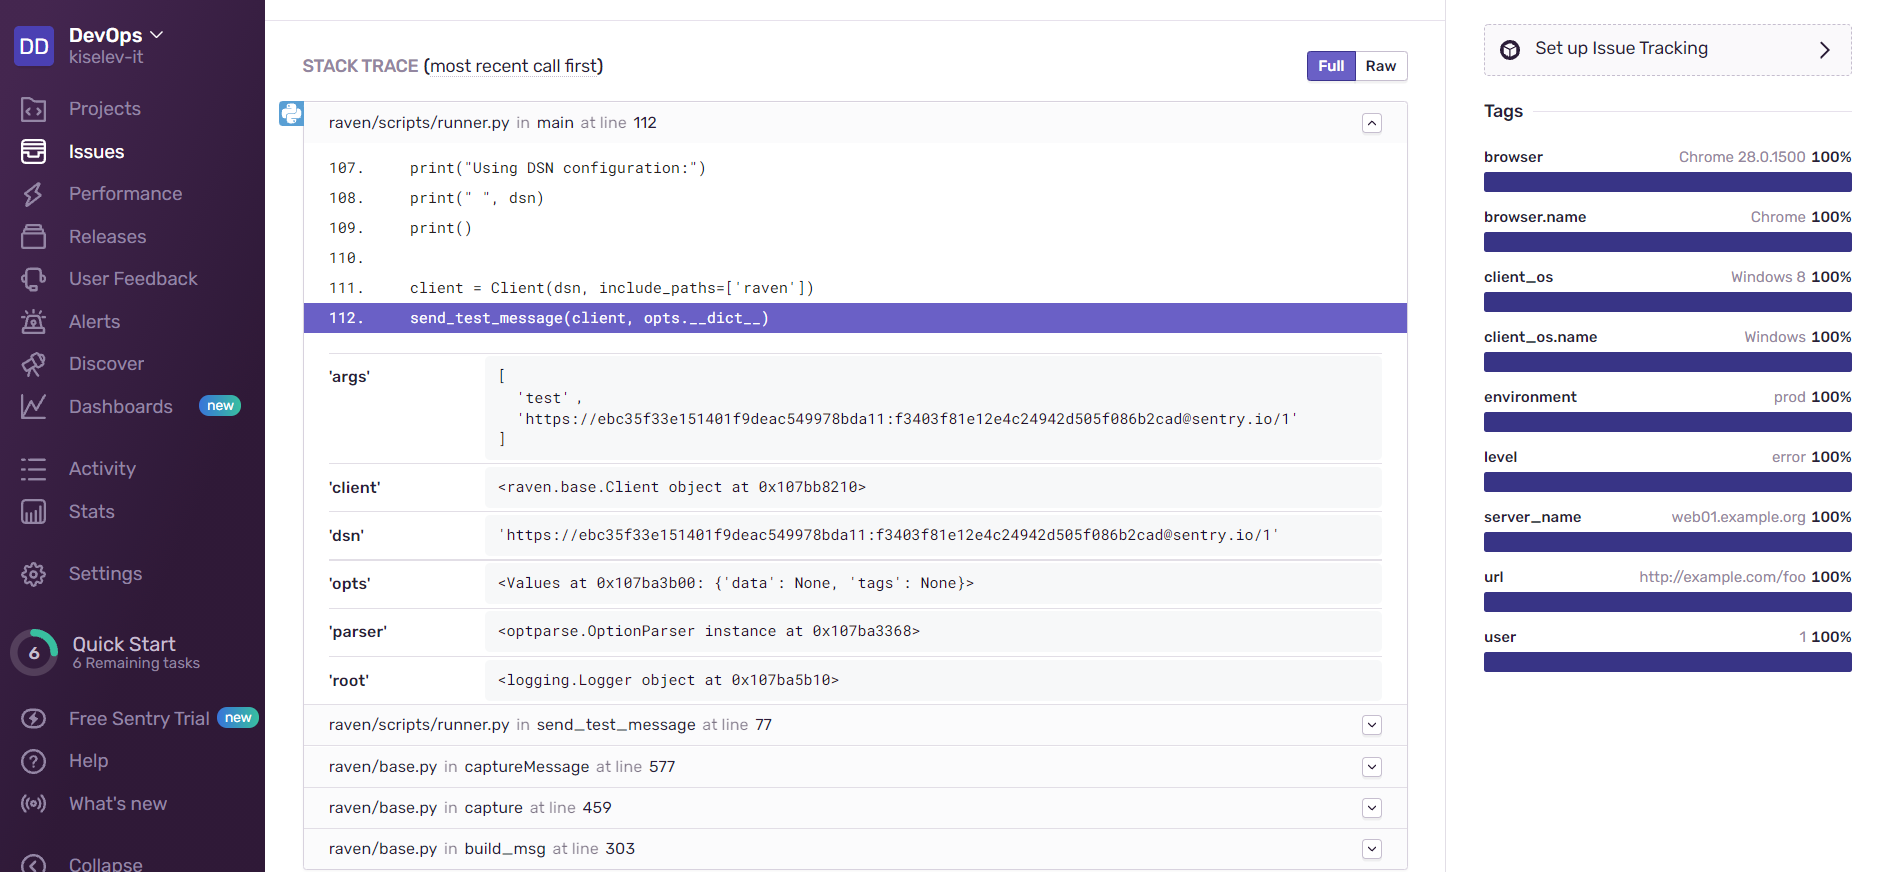 DD
DevOps
kiselev-it
Projects
Issues
Performance
Releases
User Feedback
Alerts
Discover
Dashboards new
Activity
Stats
Settings
6
Quick Start
6 Remaining tasks
Free Sentry Trial new
Help
What's new
Collapse
STACK TRACE (most recent call first)
Full Raw
raven/scripts/runner.py in main at line 112
107. print("Using DSN configuration:")
108. print(" ", dsn)
109. print()
110.
111. client = Client(dsn, include_paths=['raven'])
112. send_test_message(client, opts.__dict__)
'args'
[
'test' ,
'https://ebc35f33e151401f9deac549978bda11:f3403f81e12e4c24942d505f086b2cad@sentry.io/1'
]
'client' <raven.base.Client object at 0x107bb8210>
'dsn' 'https://ebc35f33e151401f9deac549978bda11:f3403f81e12e4c24942d505f086b2cad@sentry.io/1'
'opts' <Values at 0x107ba3b00: {'data': None, 'tags': None}>
'parser' <optparse.OptionParser instance at 0x107ba3368>
'root' <logging.Logger object at 0x107ba5b10>
raven/scripts/runner.py in send_test_message at line 77
raven/base.py in captureMessage at line 577
raven/base.py in capture at line 459
raven/base.py in build_msg at line 303
Set up Issue Tracking
Tags
browser Chrome 28.0.1500 100%
browser.name Chrome 100%
client_os Windows 8 100%
client_os.name Windows 100%
environment prod 100%
level error 100%
server_name web01.example.org 100%
url http://example.com/foo 100%
user 1 100%